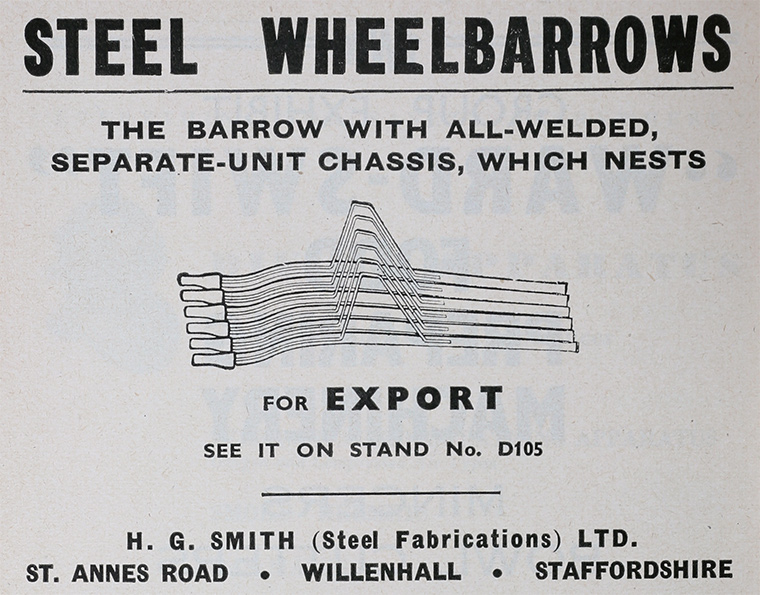 STEEL WHEELBARROWS
THE BARROW WITH ALL-WELDED,
SEPARATE-UNIT CHASSIS, WHICH NESTS
FOR EXPORT
SEE IT ON STAND No. D105
H. G. SMITH (Steel Fabrications) LTD.
ST. ANNES ROAD • WILLENHALL • STAFFORDSHIRE